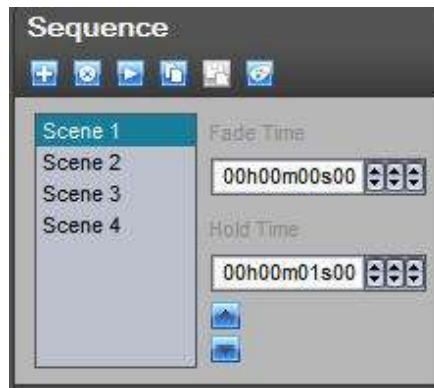 Sequence
Scene 1
Scene 2
Scene 3
Scene 4
Fade Time
00h00m00s00
Hold Time
00h00m01s00